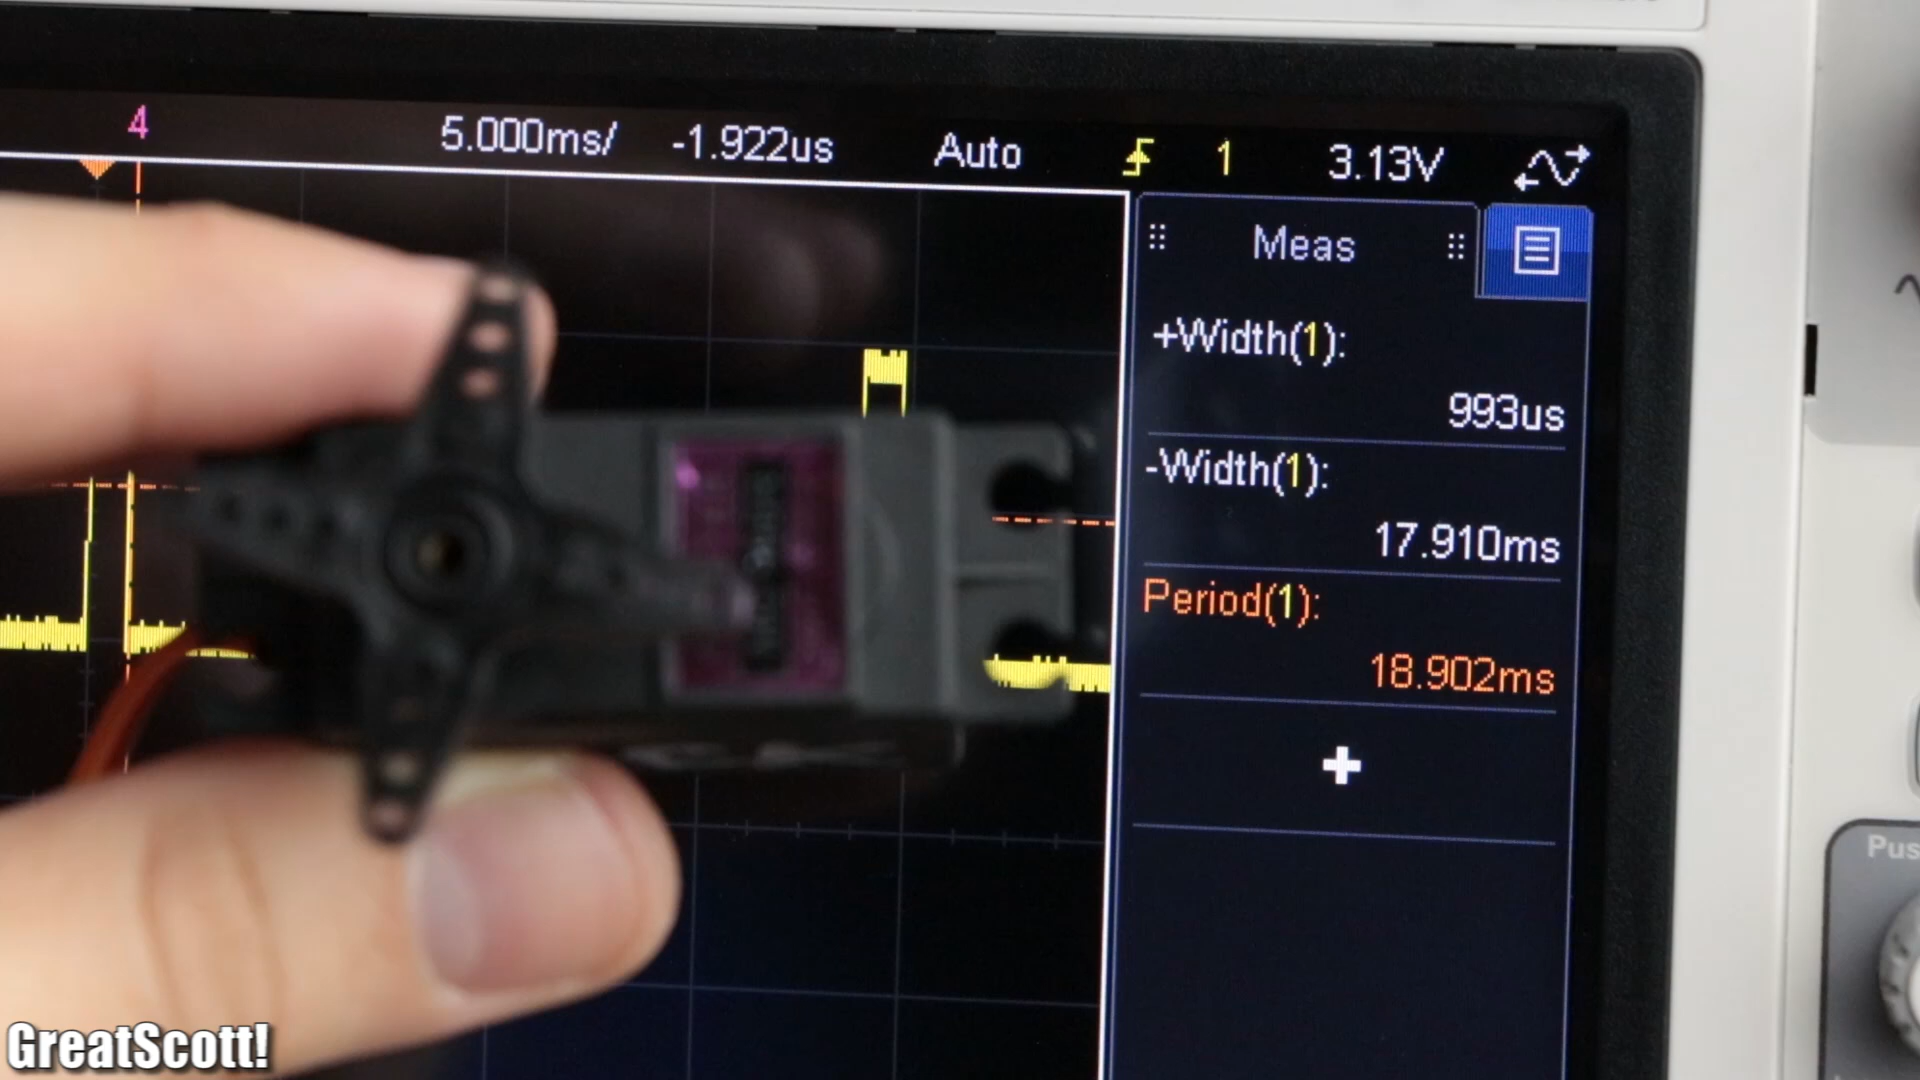 4 5.000ms/ -1.922us Auto 1 3.13V
Meas
+Width(1):
993us
-Width(1):
17.910ms
Period(1):
18.902ms
+
Pus
GreatScott!